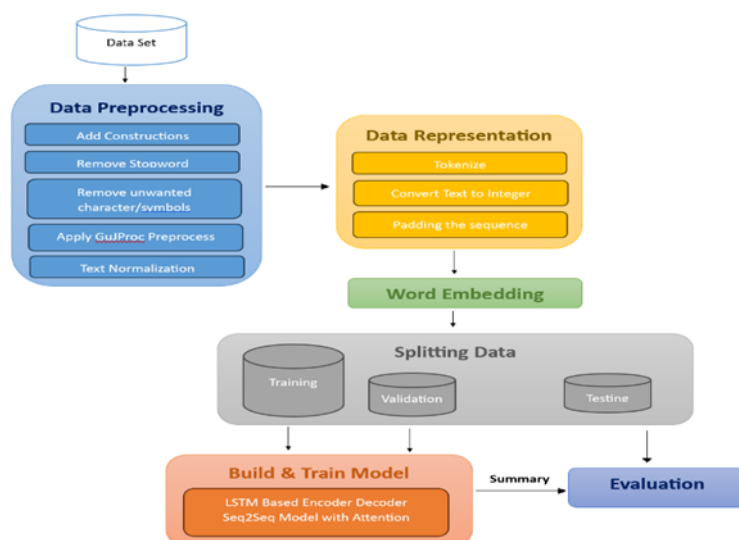 Data Set
Data Preprocessing
Add Constructions
Remove Stopword
Remove unwanted
character/symbols
Apply GuJProc Preprocess
Text Normalization
Data Representation
Tokenize
Convert Text to Integer
Padding the sequence
Word Embedding
Splitting Data
Training
Validation
Testing
Build & Train Model
LSTM Based Encoder Decoder
Seq2Seq Model with Attention
Summary
Evaluation